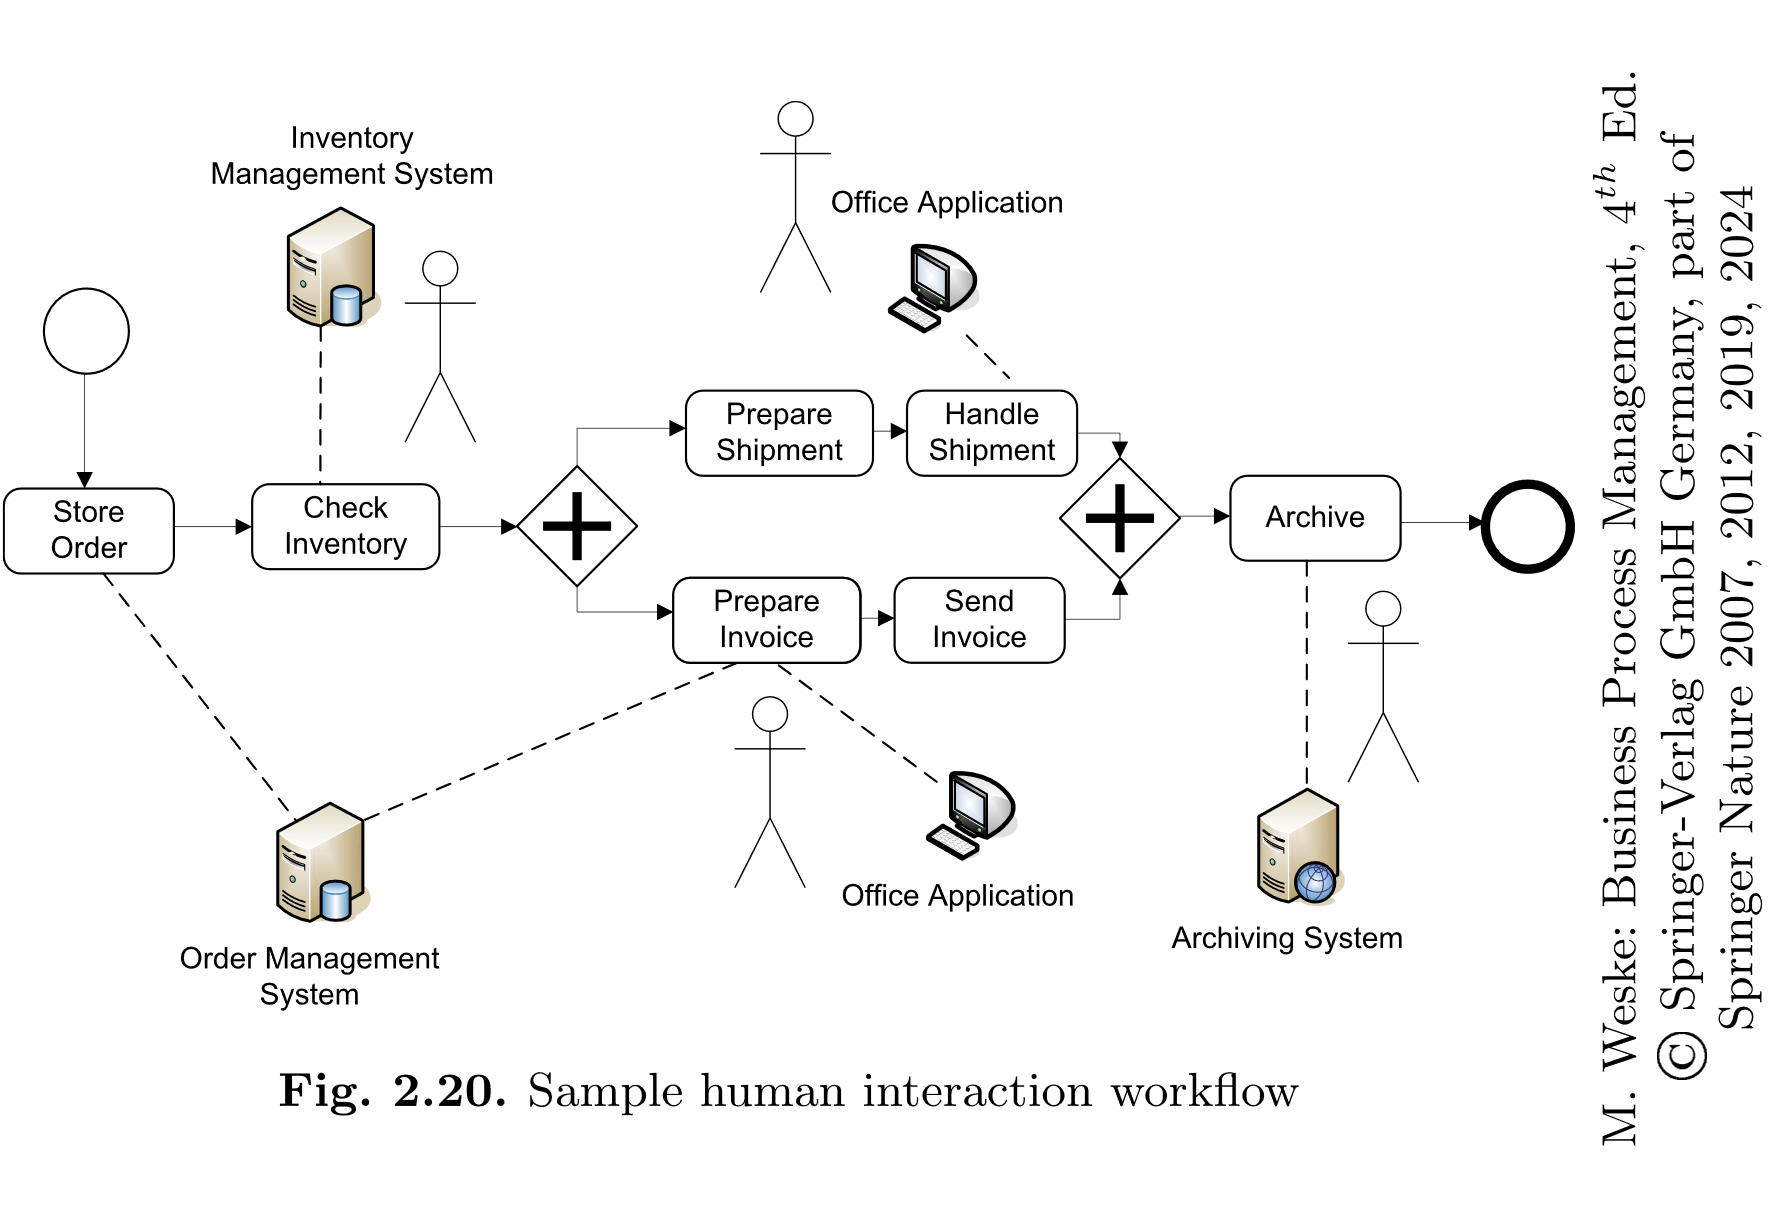 Inventory
Management System
Office Application
Store
Order
Check
Inventory
Prepare
Shipment
Handle
Shipment
Prepare
Invoice
Send
Invoice
Archive
Order Management
System
Office Application
Archiving System
Fig. 2.20. Sample human interaction workflow
M. Weske: Business Process Management, 4th Ed.
© Springer-Verlag GmbH Germany, part of
Springer Nature 2007, 2012, 2019, 2024